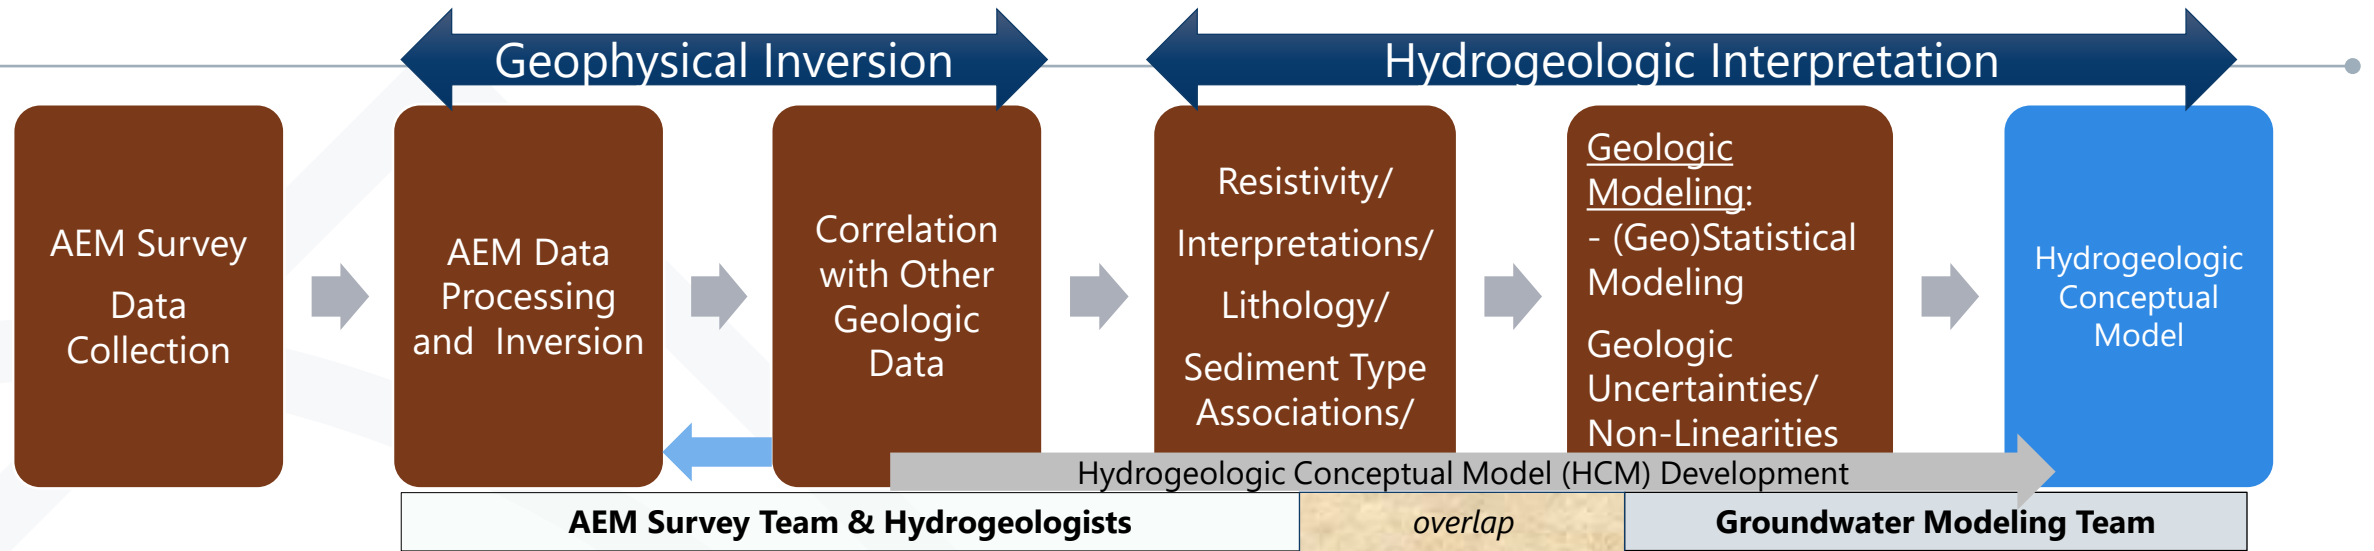 Geophysical Inversion
Hydrogeologic Interpretation
AEM Survey
Data
Collection
AEM Data
Processing
and Inversion
Correlation
with Other
Geologic
Data
Resistivity/
Interpretations/
Lithology/
Sediment Type
Associations/
Geologic
Modeling:
- (Geo)Statistical
Modeling
Geologic
Uncertainties/
Non-Linearities
Hydrogeologic
Conceptual
Model
Hydrogeologic Conceptual Model (HCM) Development
AEM Survey Team & Hydrogeologists
overlap
Groundwater Modeling Team